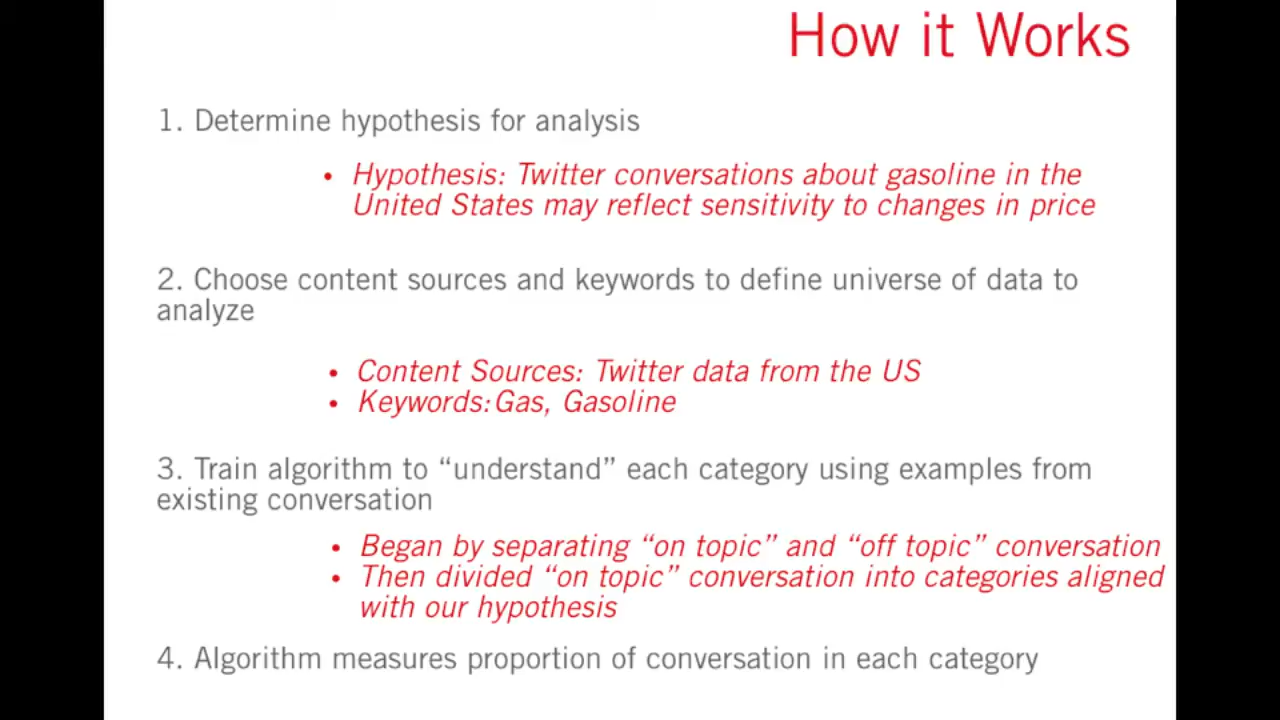 How it Works
1. Determine hypothesis for analysis
• Hypothesis: Twitter conversations about gasoline in the
United States may reflect sensitivity to changes in price
2. Choose content sources and keywords to define universe of data to
analyze
• Content Sources: Twitter data from the US
• Keywords: Gas, Gasoline
3. Train algorithm to “understand” each category using examples from
existing conversation
• Began by separating “on topic” and “off topic” conversation
• Then divided “on topic” conversation into categories aligned
with our hypothesis
4. Algorithm measures proportion of conversation in each category